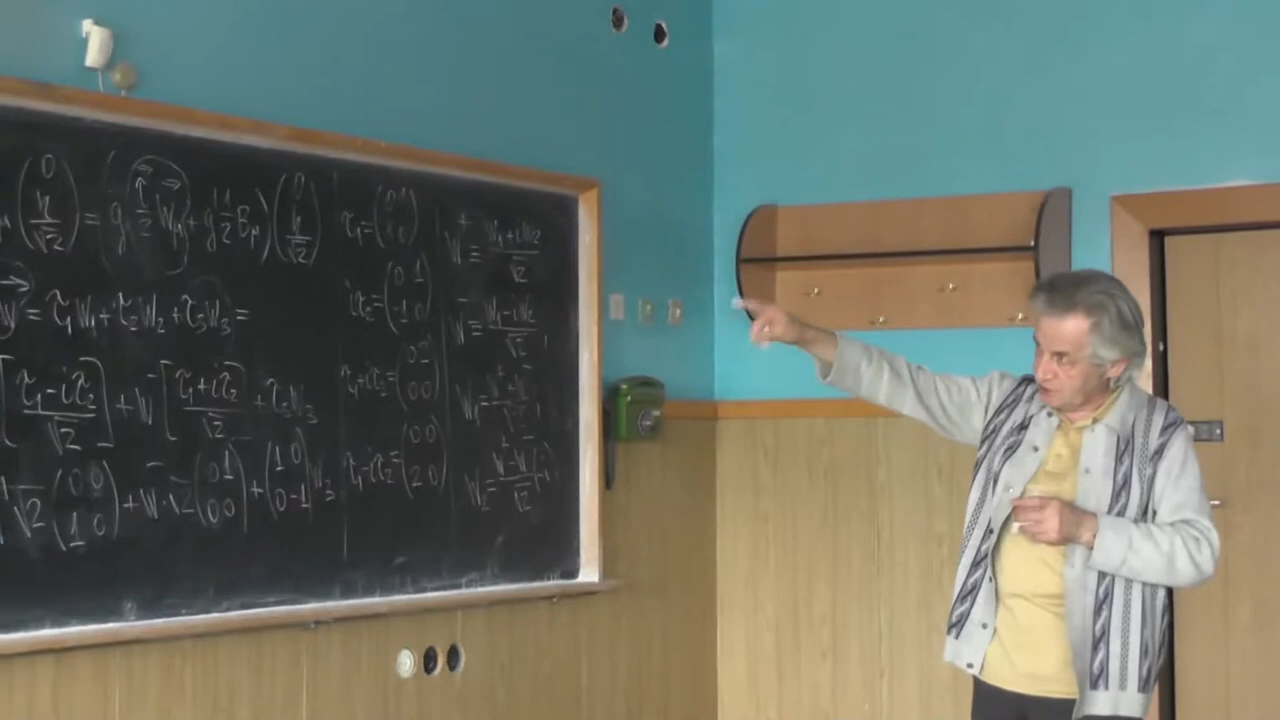 μ(0 η/√2) = (g τ⃗/2 W⃗μ + g' 1/2 Bμ)(0 η/√2)
W⃗ = τ₁W₁ + τ₂W₂ + τ₃W₃ =
[τ₁ - iτ₂/√2] + W⁻[τ₁ + iτ₂/√2] + τ₃W₃
√2(0 0 1 0) + W⁻·√2(0 1 0 0) + (1 0 0 -1)W₃
τ₁ = (0 1 1 0)
iτ₂ = (0 1 -1 0)
τ₁ + iτ₂ = (0 2 0 0)
τ₁ - iτ₂ = (0 0 2 0)
W⁺ = W₁ + iW₂/√2
W⁻ = W₁ - iW₂/√2,
W₁ = W⁺ + W⁻/√2,
W₂ = W⁺ - W⁻/√2 i